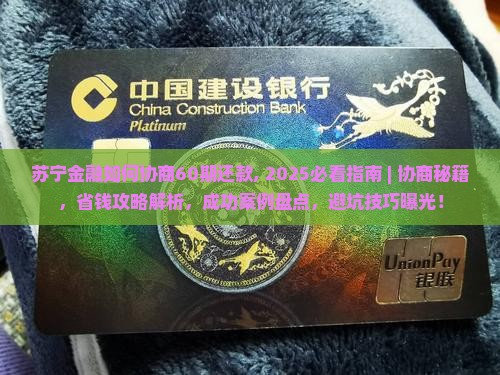 中国建设银行
China Construction Bank
Platinum
苏宁金融如何协商60期还款, 2025必看指南 | 协商秘籍
，省钱攻略解析，成功案例盘点，避坑技巧曝光！
UnionPay
银联